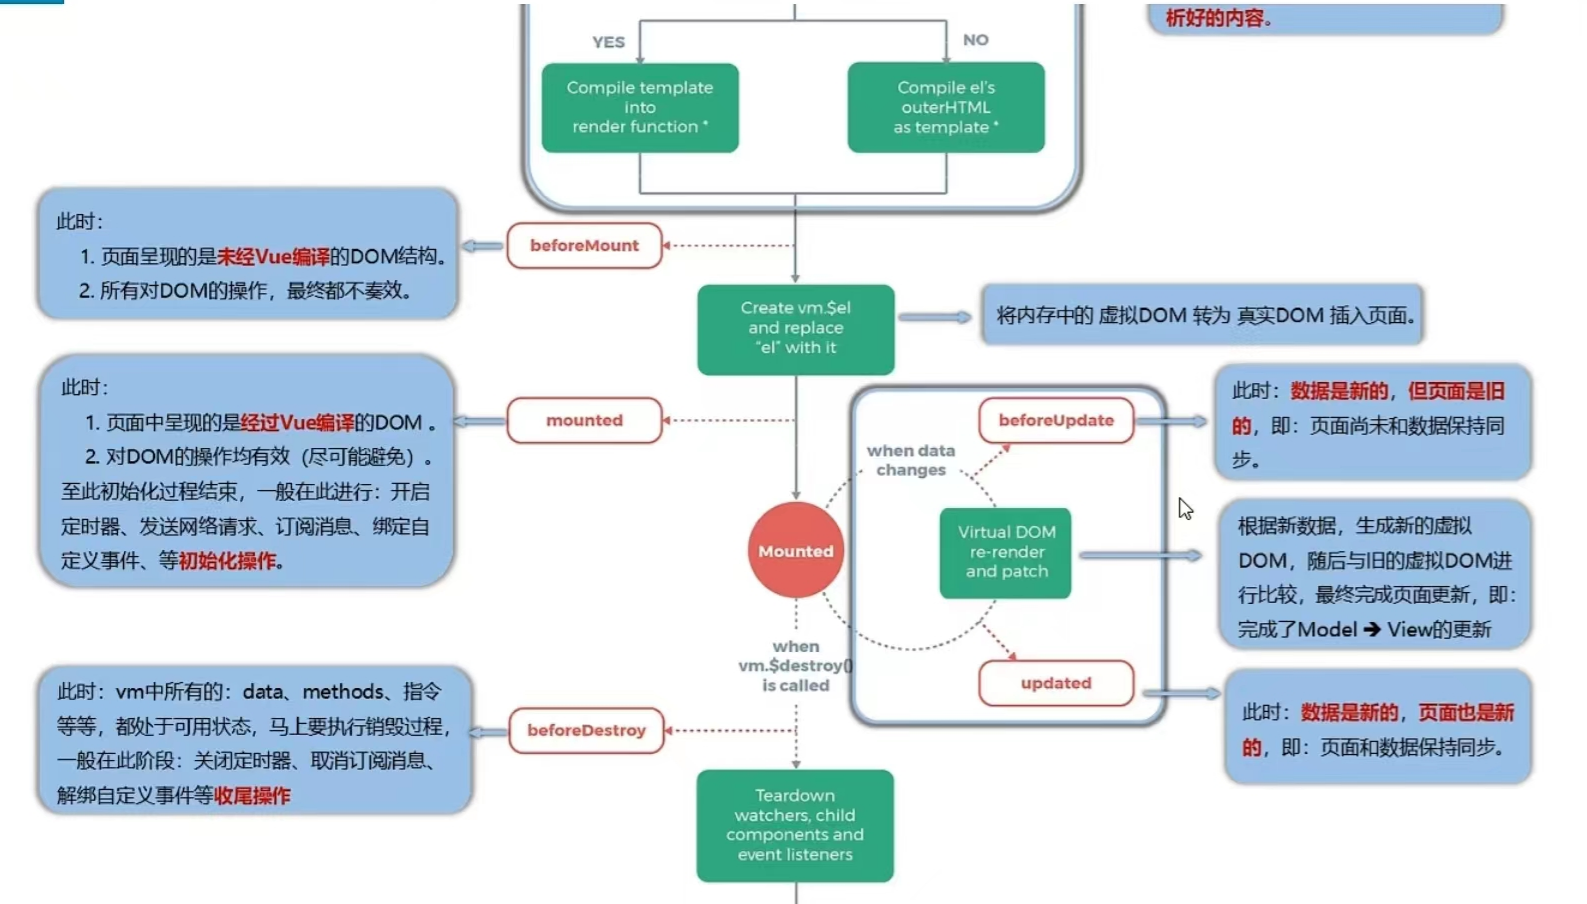 析好的内容。
YES
NO
Compile template
into
render function *
Compile el's
outerHTML
as template *
此时：
1. 页面呈现的是未经Vue编译的DOM结构。
2. 所有对DOM的操作，最终都不奏效。
beforeMount
Create vm.$el
and replace
"el" with it
将内存中的 虚拟DOM 转为 真实DOM 插入页面。
此时：
1. 页面中呈现的是经过Vue编译的DOM 。
2. 对DOM的操作均有效（尽可能避免）。
至此初始化过程结束，一般在此进行：开启
定时器、发送网络请求、订阅消息、绑定自
定义事件、等初始化操作。
mounted
beforeUpdate
此时：数据是新的，但页面是旧
的，即：页面尚未和数据保持同
步。
when data
changes
Mounted
Virtual DOM
re-render
and patch
根据新数据，生成新的虚拟
DOM，随后与旧的虚拟DOM进
行比较，最终完成页面更新，即：
完成了Model ➔ View的更新
when
vm.$destroy()
is called
updated
此时：数据是新的，页面也是新
的，即：页面和数据保持同步。
此时：vm中所有的：data、methods、指令
等等，都处于可用状态，马上要执行销毁过程，
一般在此阶段：关闭定时器、取消订阅消息、
解绑自定义事件等收尾操作
beforeDestroy
Teardown
watchers, child
components and
event listeners